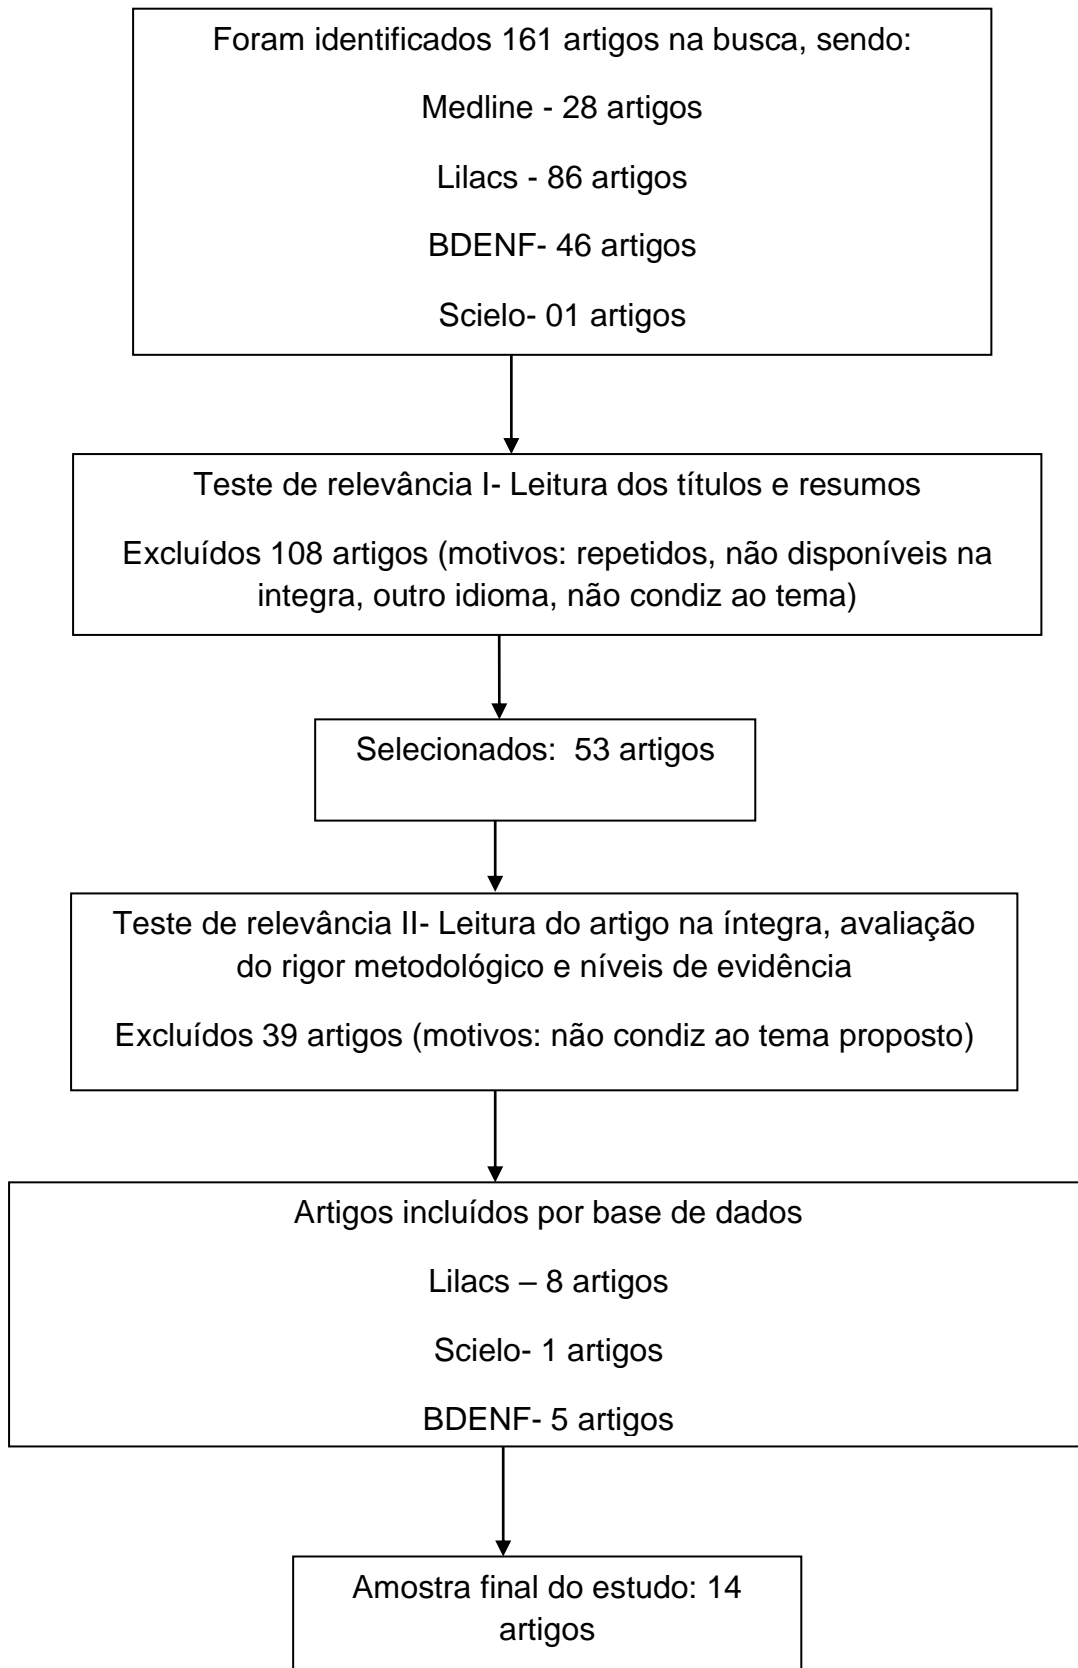 Foram identificados 161 artigos na busca, sendo:
Medline - 28 artigos
Lilacs - 86 artigos
BDENF- 46 artigos
Scielo- 01 artigos
Teste de relevância I- Leitura dos títulos e resumos
Excluídos 108 artigos (motivos: repetidos, não disponíveis na
integra, outro idioma, não condiz ao tema)
Selecionados: 53 artigos
Teste de relevância II- Leitura do artigo na íntegra, avaliação
do rigor metodológico e níveis de evidência
Excluídos 39 artigos (motivos: não condiz ao tema proposto)
Artigos incluídos por base de dados
Lilacs – 8 artigos
Scielo- 1 artigos
BDENF- 5 artigos
Amostra final do estudo: 14
artigos